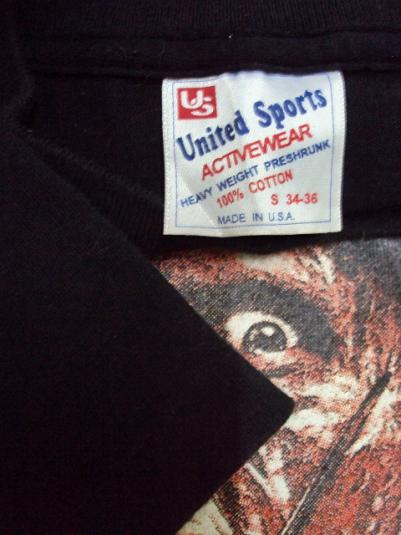 US
United Sports
ACTIVEWEAR
HEAVY WEIGHT PRESHRUNK
100% COTTON
S 34-36
MADE IN U.S.A.